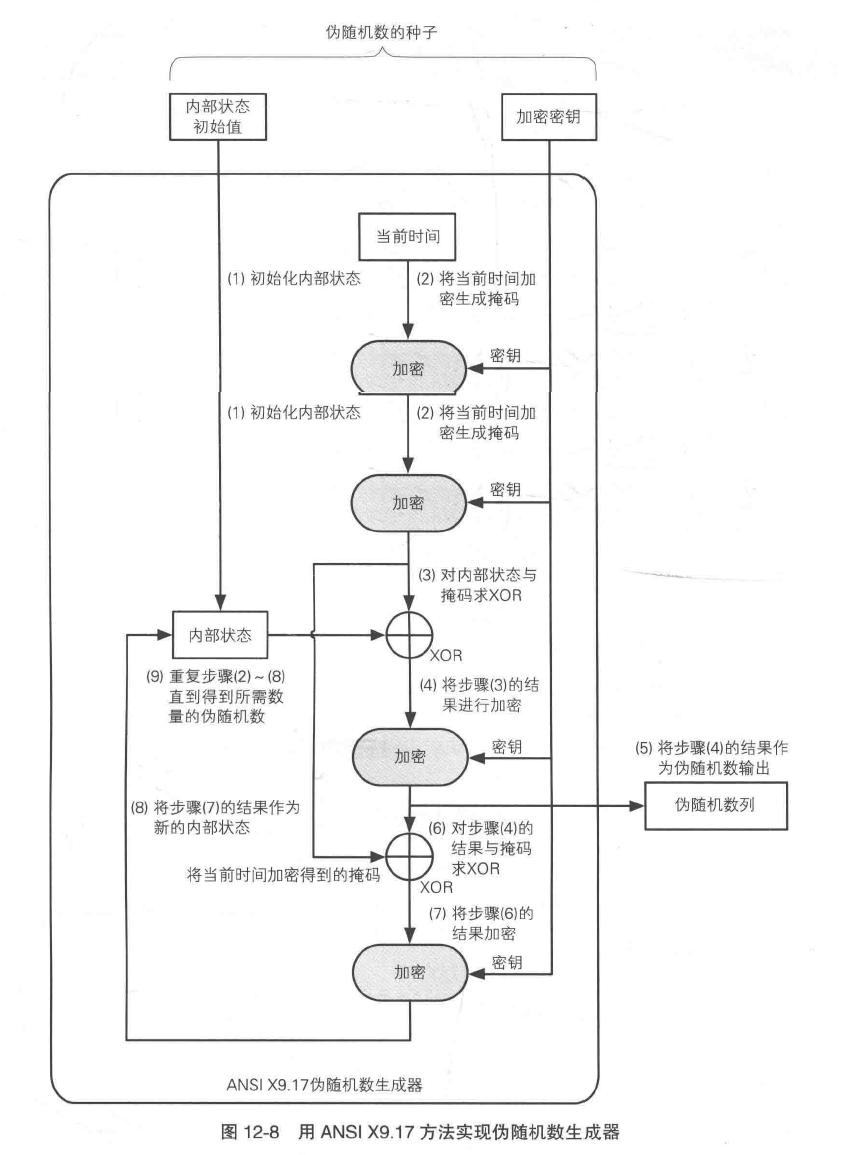 伪随机数的种子
内部状态
初始值
加密密钥
当前时间
(1) 初始化内部状态
(2) 将当前时间加
密生成掩码
密钥
加密
(1) 初始化内部状态
(2) 将当前时间加
密生成掩码
密钥
加密
(3) 对内部状态与
掩码求XOR
内部状态
XOR
(9) 重复步骤(2)~(8)
直到得到所需数
量的伪随机数
(4) 将步骤(3)的结
果进行加密
密钥
加密
(5) 将步骤(4)的结果作
为伪随机数输出
伪随机数列
(8) 将步骤(7)的结果作为
新的内部状态
(6) 对步骤(4)的
结果与掩码
求XOR
将当前时间加密得到的掩码
XOR
(7) 将步骤(6)的
结果加密
密钥
加密
ANSI X9.17伪随机数生成器
图 12-8 用 ANSI X9.17 方法实现伪随机数生成器